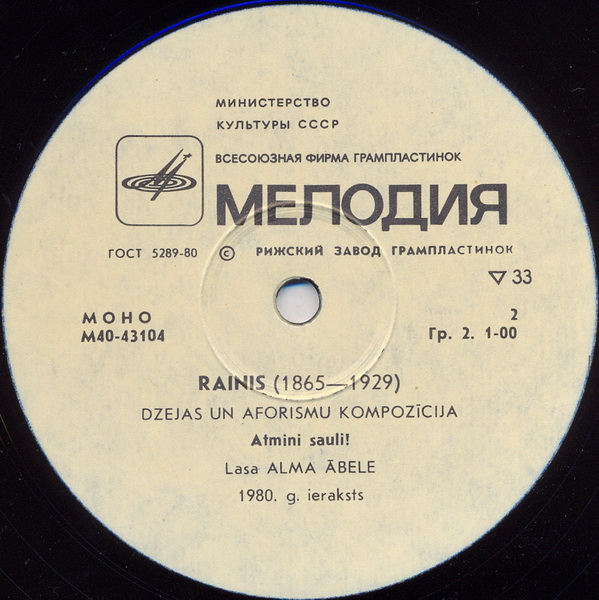 МИНИСТЕРСТВО
КУЛЬТУРЫ СССР
ВСЕСОЮЗНАЯ ФИРМА ГРАМПЛАСТИНОК
МЕЛОДИЯ
ГОСТ 5289-80 © РИЖСКИЙ ЗАВОД ГРАМПЛАСТИНОК
▽ 33
МОНО 2
М40-43104 Гр. 2. 1-00
RAINIS (1865—1929)
DZEJAS UN AFORISMU KOMPOZĪCIJA
Atmini sauli!
Lasa ALMA ĀBELE
1980. g. ieraksts